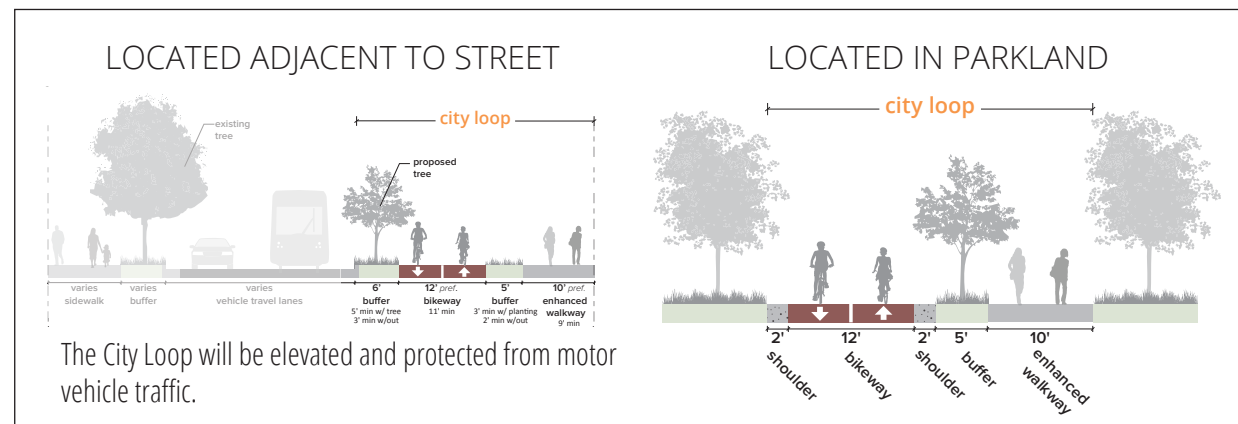 LOCATED ADJACENT TO STREET
city loop
existing
tree
proposed
tree
varies
sidewalk
varies
buffer
varies
vehicle travel lanes
6'
buffer
5' min w/ tree
3' min w/out
12' pref.
bikeway
11' min
5'
buffer
3' min w/ planting
2' min w/out
10' pref.
enhanced
walkway
9' min
The City Loop will be elevated and protected from motor
vehicle traffic.
LOCATED IN PARKLAND
city loop
2'
shoulder
12'
bikeway
2'
shoulder
5'
buffer
10'
enhanced
walkway